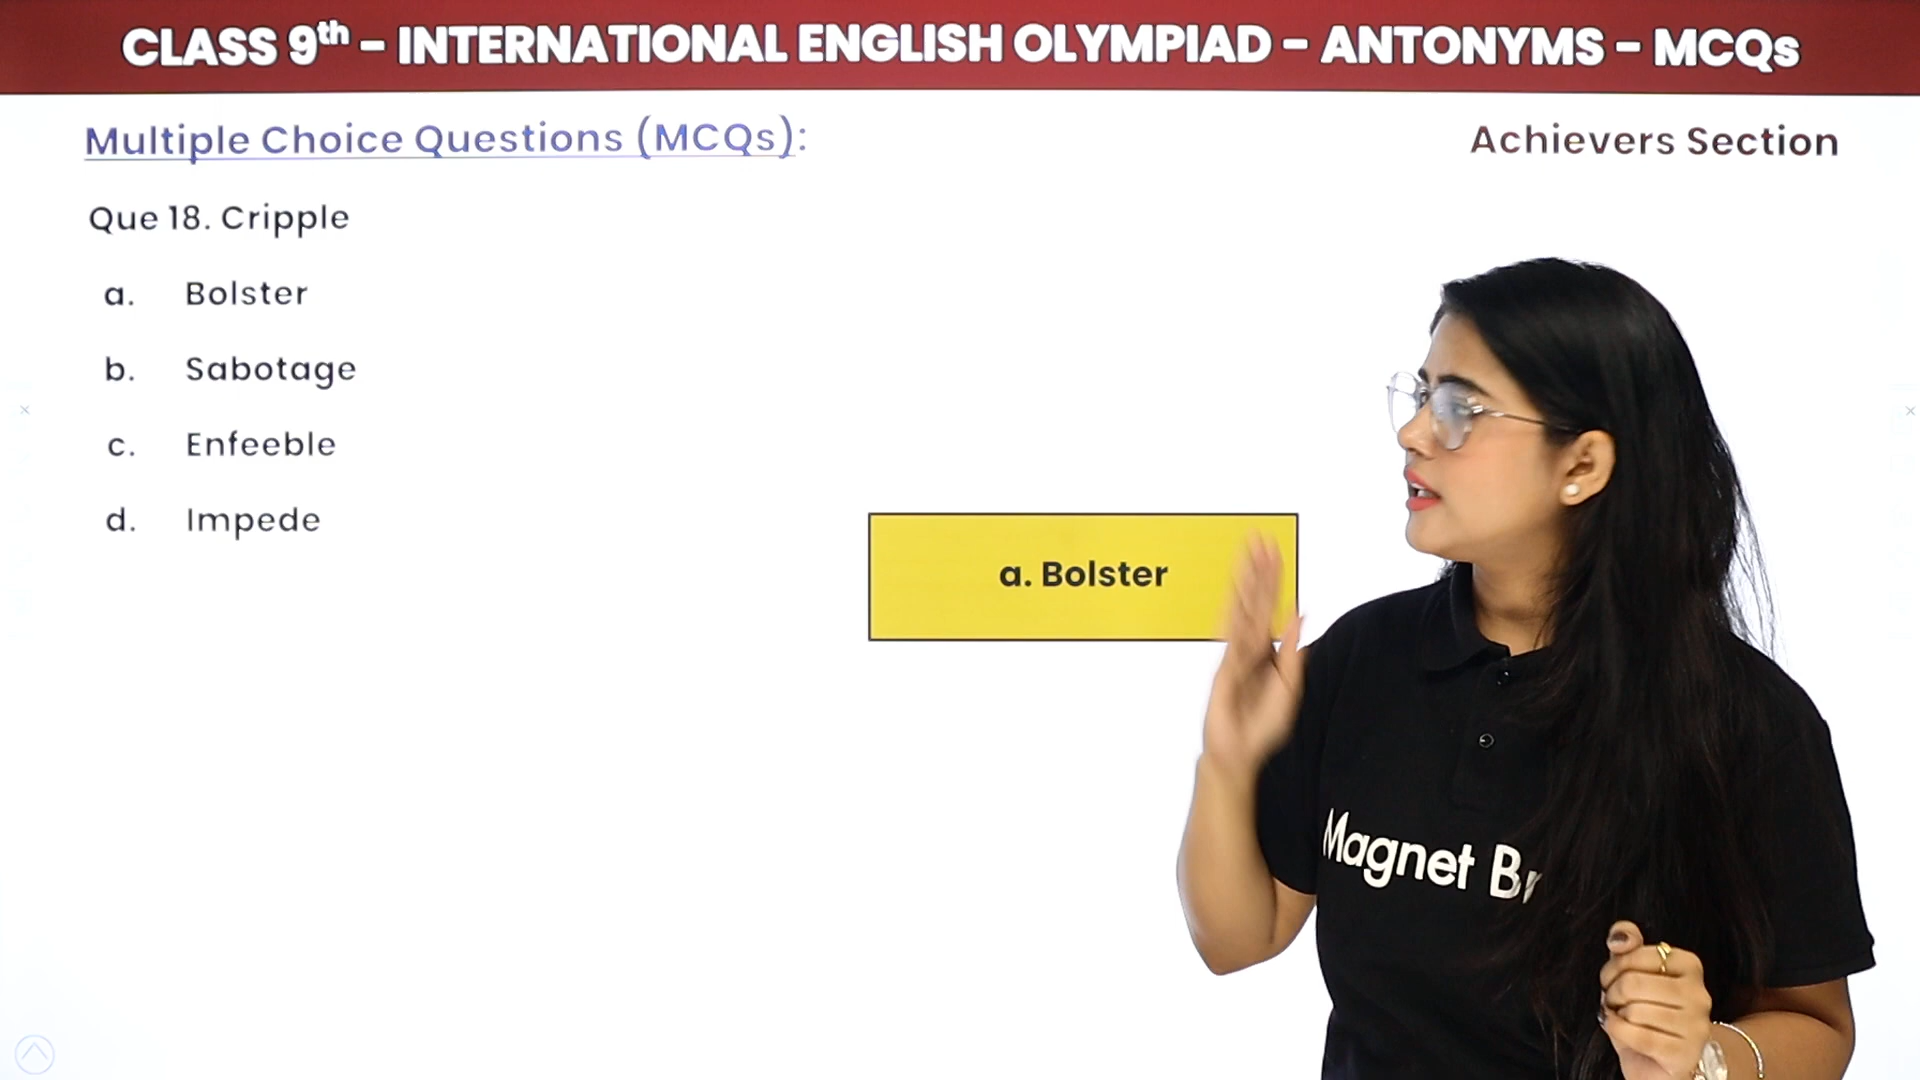 CLASS 9th – INTERNATIONAL ENGLISH OLYMPIAD – ANTONYMS – MCQs
Multiple Choice Questions (MCQs):
Achievers Section
Que 18. Cripple
a. Bolster
b. Sabotage
c. Enfeeble
d. Impede
a. Bolster
Magnet